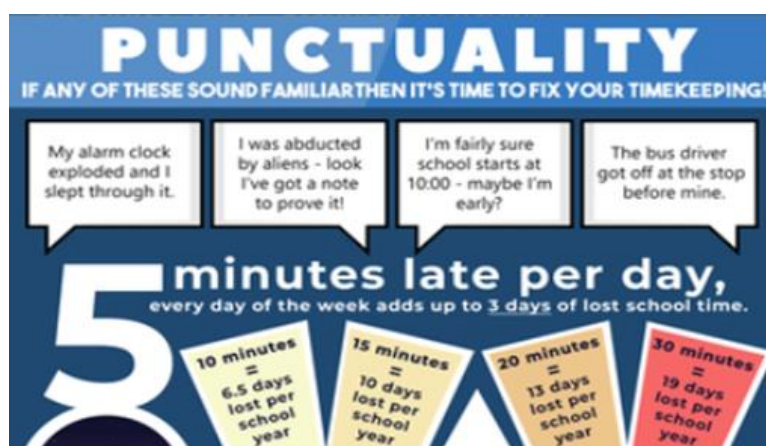 PUNCTUALITY
IF ANY OF THESE SOUND FAMILIAR THEN IT'S TIME TO FIX YOUR TIMEKEEPING!
My alarm clock
exploded and I
slept through it.
I was abducted
by aliens - look
I've got a note
to prove it!
I'm fairly sure
school starts at
10:00 - maybe I'm
early?
The bus driver
got off at the stop
before mine.
5 minutes late per day,
every day of the week adds up to 3 days of lost school time.
10 minutes
=
6.5 days
lost per
school
year
15 minutes
=
10 days
lost per
school
year
20 minutes
=
13 days
lost per
school
year
30 minutes
=
19 days
lost per
school
year